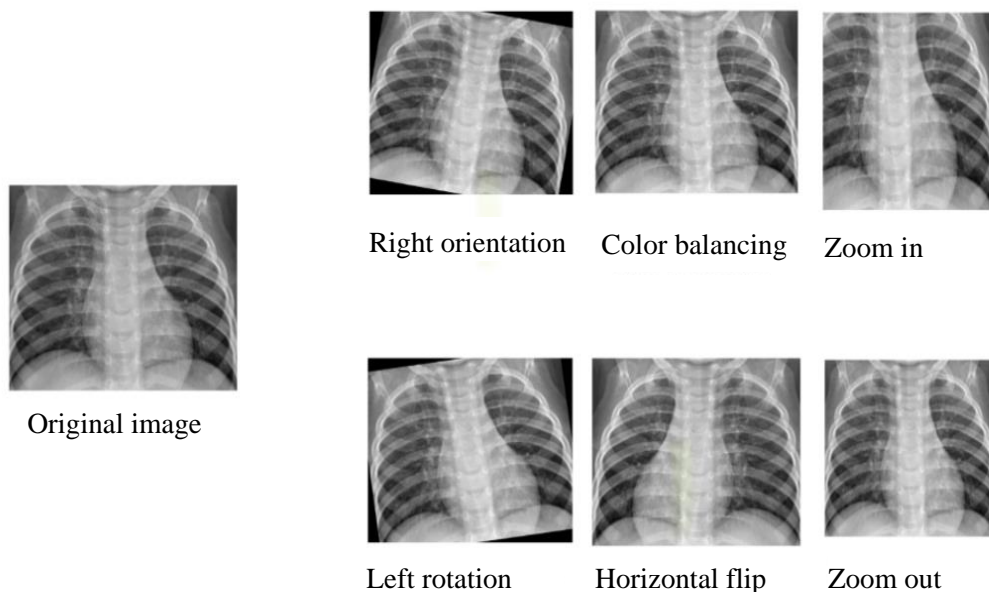 Right orientation
Color balancing
Zoom in
Original image
Left rotation
Horizontal flip
Zoom out